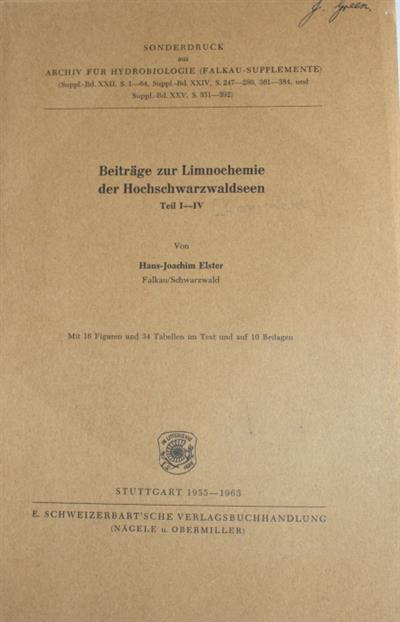 J. Green.
SONDERDRUCK
aus
ARCHIV FÜR HYDROBIOLOGIE (FALKAU-SUPPLEMENTE)
(Suppl.-Bd. XXII, S. 1—64, Suppl.-Bd. XXIV, S. 247—280, 361—384, und
Suppl.-Bd. XXV, S. 351—392)
Beiträge zur Limnochemie
der Hochschwarzwaldseen
Teil I—IV
Von
Hans-Joachim Elster
Falkau/Schwarzwald
Mit 16 Figuren und 34 Tabellen im Text und auf 10 Beilagen
STUTTGART 1955—1963
E. SCHWEIZERBART'SCHE VERLAGSBUCHHANDLUNG
(NÄGELE u. OBERMILLER)